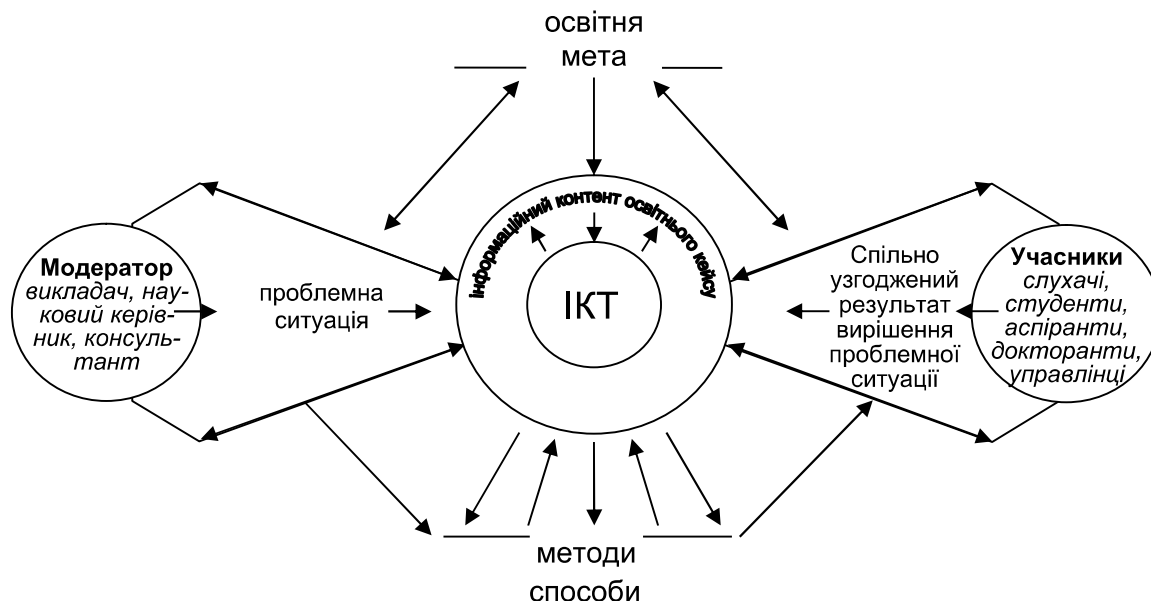 освітня
мета
інформаційний контент освітнього кейсу
ІКТ
Модератор
викладач, нау-
ковий керів-
ник, консуль-
тант
проблемна
ситуація
Спільно
узгоджений
результат
вирішення
проблемної
ситуації
Учасники
слухачі,
студенти,
аспіранти,
докторанти,
управлінці
методи
способи